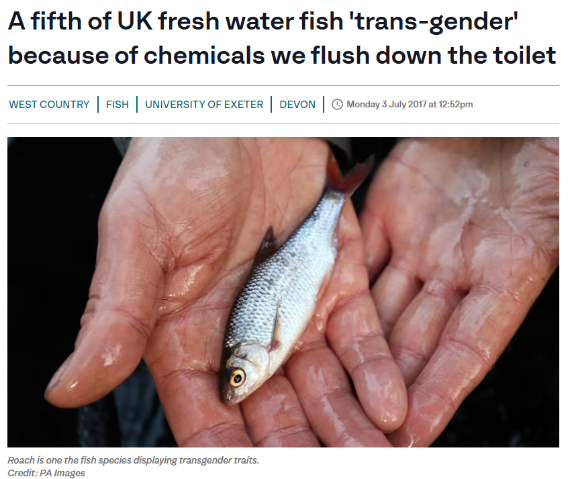 A fifth of UK fresh water fish 'trans-gender'
because of chemicals we flush down the toilet
WEST COUNTRY | FISH | UNIVERSITY OF EXETER | DEVON | Monday 3 July 2017 at 12:52pm
Roach is one the fish species displaying transgender traits.
Credit: PA Images